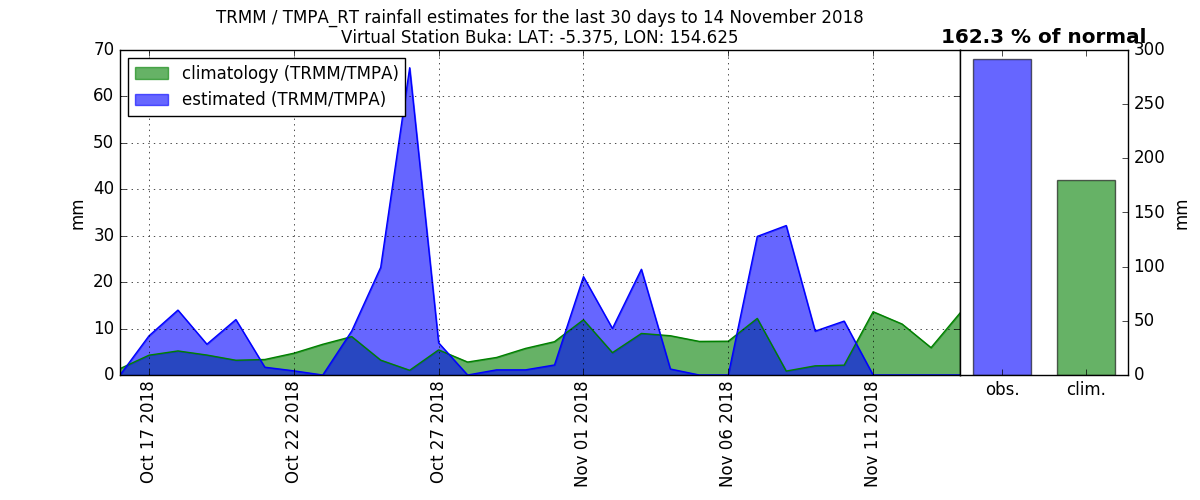 TRMM / TMPA_RT rainfall estimates for the last 30 days to 14 November 2018
Virtual Station Buka: LAT: -5.375, LON: 154.625
162.3 % of normal
climatology (TRMM/TMPA)
estimated (TRMM/TMPA)
mm
70
60
50
40
30
20
10
0
Oct 17 2018
Oct 22 2018
Oct 27 2018
Nov 01 2018
Nov 06 2018
Nov 11 2018
300
250
200
150
100
50
0
mm
obs.
clim.